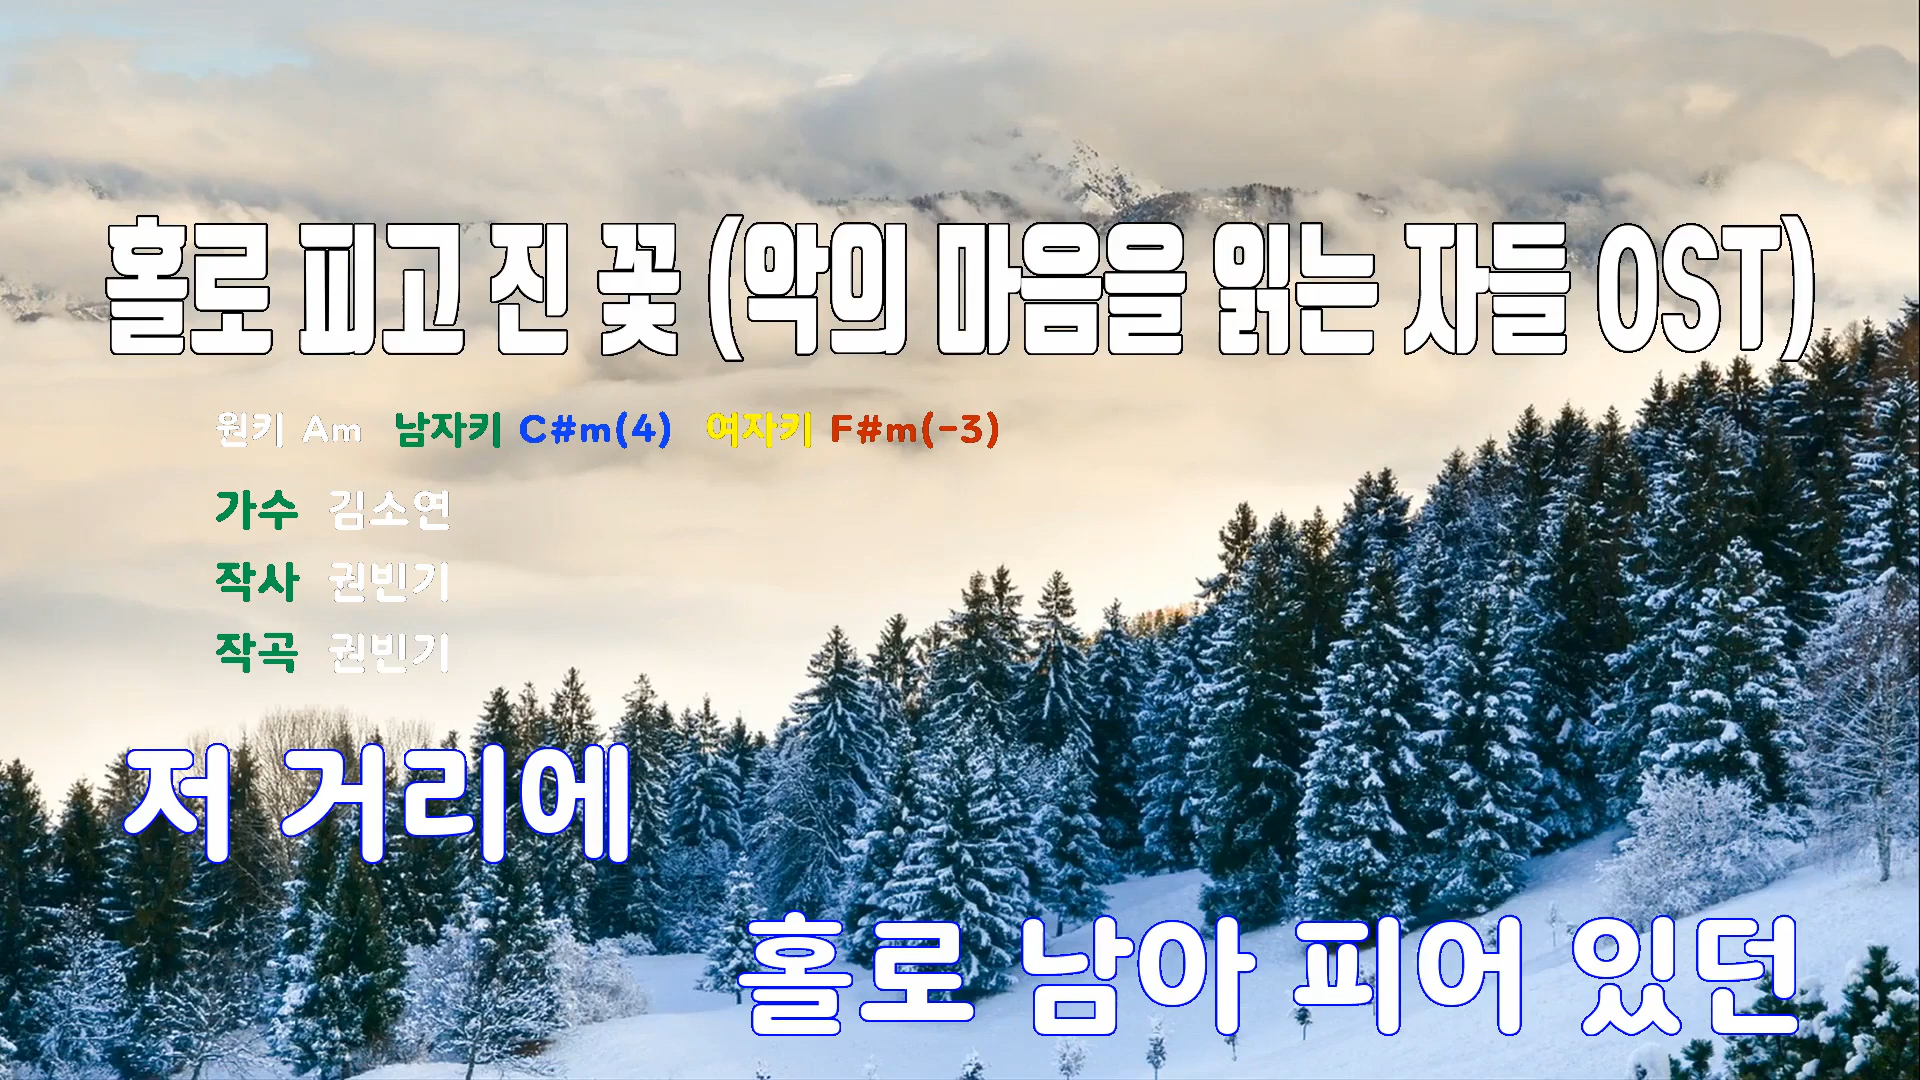 홀로 피고 진 꽃 (악의 마음을 읽는 자들 OST)
원키 Am 남자키 C#m(4) 여자키 F#m(-3)
가수 김소연
작사 권빈기
작곡 권빈기
저 거리에
홀로 남아 피어 있던